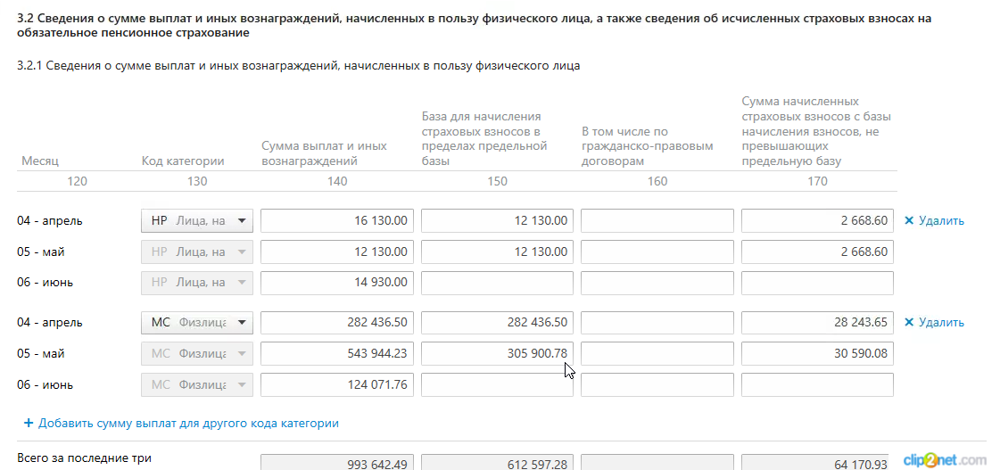 3.2 Сведения о сумме выплат и иных вознаграждений, начисленных в пользу физического лица, а также сведения об исчисленных страховых взносах на
обязательное пенсионное страхование
3.2.1 Сведения о сумме выплат и иных вознаграждений, начисленных в пользу физического лица
Месяц
Код категории
Сумма выплат и иных
вознаграждений
База для начисления
страховых взносов в
пределах предельной
базы
В том числе по
гражданско-правовым
договорам
Сумма начисленных
страховых взносов с базы
начисления взносов, не
превышающих
предельную базу
120 130 140 150 160 170
04 - апрель НР Лица, на 16 130.00 12 130.00 2 668.60 × Удалить
05 - май НР Лица, на 12 130.00 12 130.00 2 668.60
06 - июнь НР Лица, на 14 930.00
04 - апрель МС Физлица 282 436.50 282 436.50 28 243.65 × Удалить
05 - май МС Физлица 543 944.23 305 900.78 30 590.08
06 - июнь МС Физлица 124 071.76
+ Добавить сумму выплат для другого кода категории
Всего за последние три 993 642.49 612 597.28 64 170.93
clip2net.com